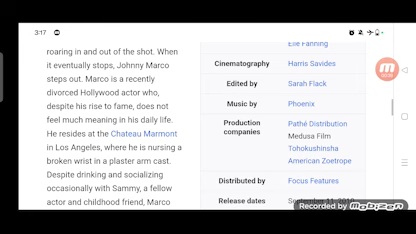 3:17
Elle Fanning
roaring in and out of the shot. When
it eventually stops, Johnny Marco
steps out. Marco is a recently
divorced Hollywood actor who,
despite his rise to fame, does not
feel much meaning in his daily life.
He resides at the Chateau Marmont
in Los Angeles, where he is nursing a
broken wrist in a plaster arm cast.
Despite drinking and socializing
occasionally with Sammy, a fellow
actor and childhood friend, Marco
Cinematography Harris Savides
Edited by Sarah Flack
Music by Phoenix
Production companies Pathé Distribution
Medusa Film
Tohokushinsha
American Zoetrope
Distributed by Focus Features
Release dates September 11, 2010
Recorded by
Mobizen